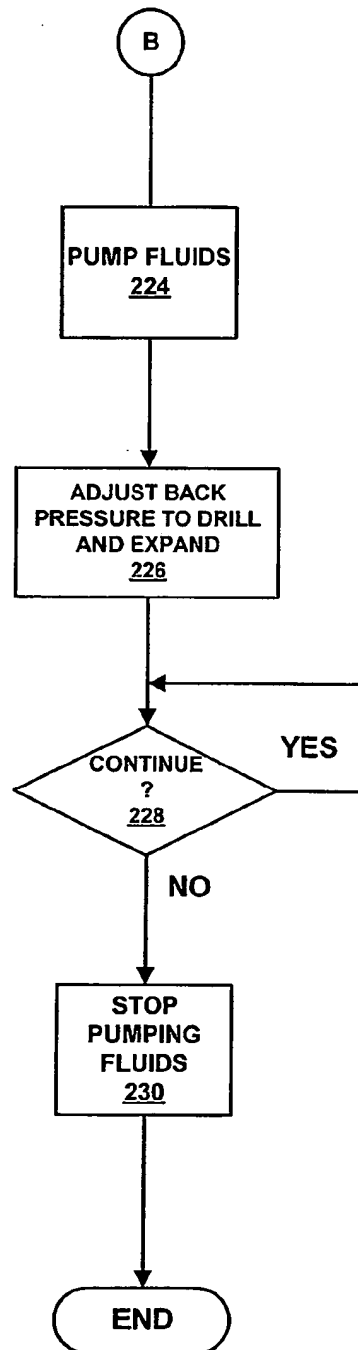 B
PUMP FLUIDS
224
ADJUST BACK
PRESSURE TO DRILL
AND EXPAND
226
CONTINUE
?
228
YES
NO
STOP
PUMPING
FLUIDS
230
END